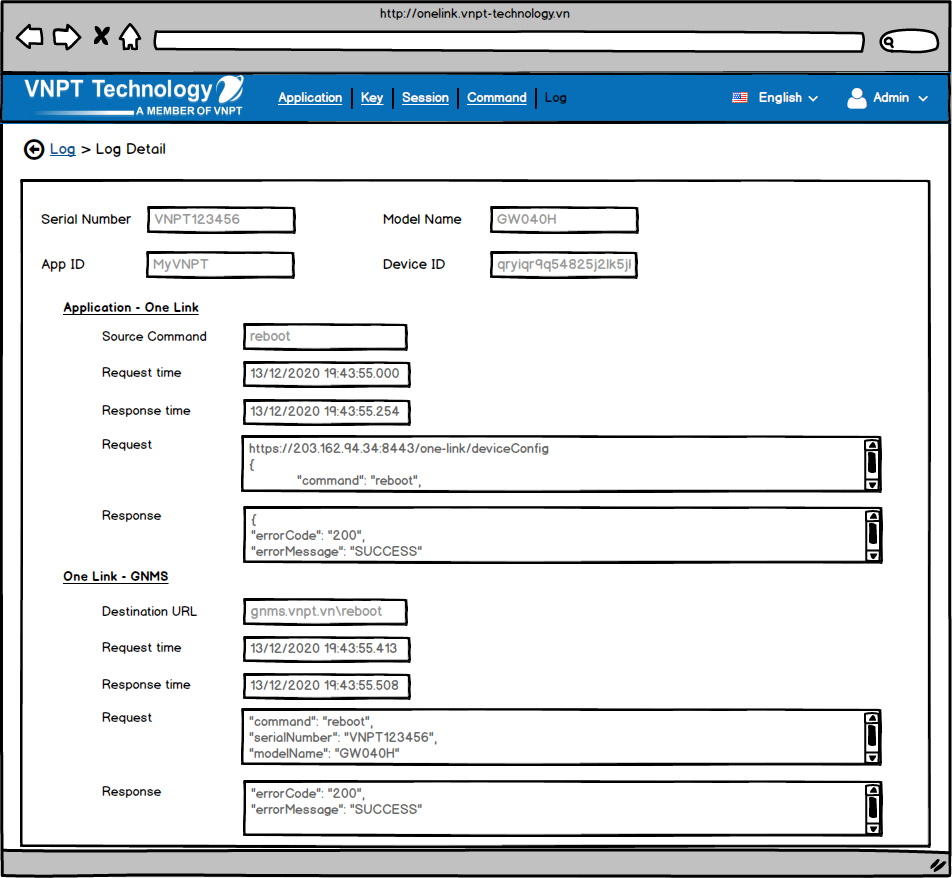 http://onelink.vnpt-technology.vn
VNPT Technology
A MEMBER OF VNPT
Application Key Session Command Log English Admin
Log > Log Detail
Serial Number VNPT123456 Model Name GW040H
App ID MyVNPT Device ID qryiqr9q54825j2lk5jl
Application - One Link
Source Command reboot
Request time 13/12/2020 19:43:55.000
Response time 13/12/2020 19:43:55.254
Request https://203.162.94.34:8443/one-link/deviceConfig
{
"command": "reboot",
Response {
"errorCode": "200",
"errorMessage": "SUCCESS"
One Link - GNMS
Destination URL gnms.vnpt.vn\reboot
Request time 13/12/2020 19:43:55.413
Response time 13/12/2020 19:43:55.508
Request "command": "reboot",
"serialNumber": "VNPT123456",
"modelName": "GW040H"
Response "errorCode": "200",
"errorMessage": "SUCCESS"